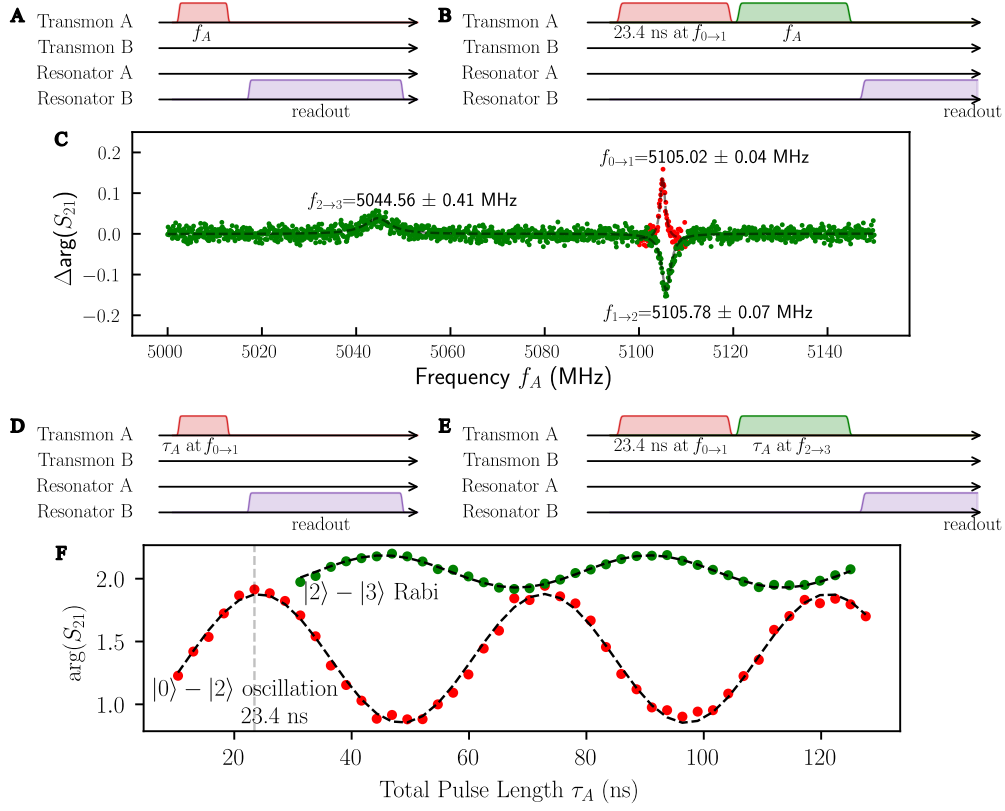 A
Transmon A
f_A
Transmon B
Resonator A
Resonator B
readout
B
Transmon A
23.4 ns at f_{0→1}
f_A
Transmon B
Resonator A
Resonator B
readout
C
Δarg(S_{21})
0.2
0.1
0.0
−0.1
−0.2
f_{0→1}=5105.02 ± 0.04 MHz
f_{2→3}=5044.56 ± 0.41 MHz
f_{1→2}=5105.78 ± 0.07 MHz
5000
5020
5040
5060
5080
5100
5120
5140
Frequency f_A (MHz)
D
Transmon A
τ_A at f_{0→1}
Transmon B
Resonator A
Resonator B
readout
E
Transmon A
23.4 ns at f_{0→1}
τ_A at f_{2→3}
Transmon B
Resonator A
Resonator B
readout
F
arg(S_{21})
2.0
1.5
1.0
|2⟩ − |3⟩ Rabi
|0⟩ − |2⟩ oscillation
23.4 ns
20
40
60
80
100
120
Total Pulse Length τ_A (ns)